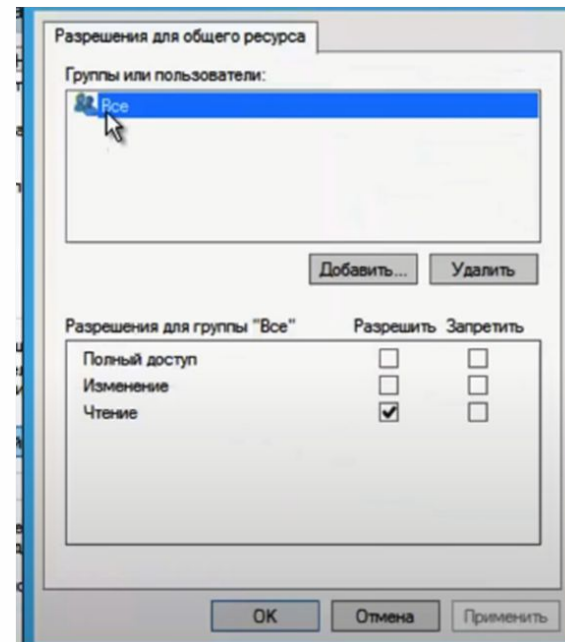 Разрешения для общего ресурса
Группы или пользователи:
Все
Добавить... Удалить
Разрешения для группы "Все" Разрешить Запретить
Полный доступ
Изменение
Чтение
OK Отмена Применить